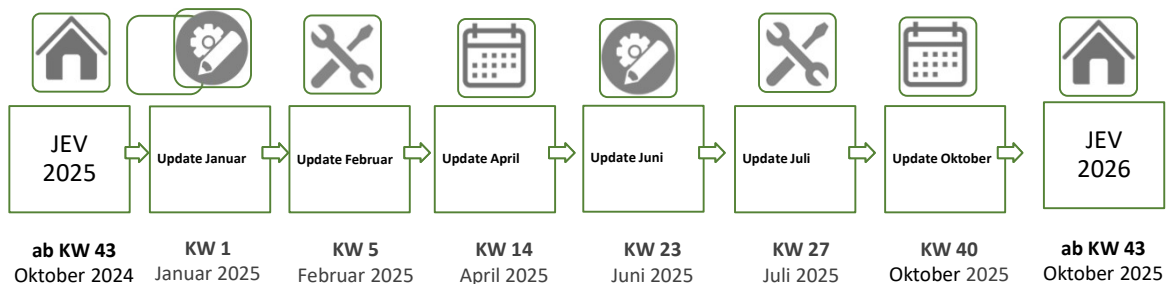 JEV
2025
Update Januar
Update Februar
Update April
Update Juni
Update Juli
Update Oktober
JEV
2026
ab KW 43
Oktober 2024
KW 1
Januar 2025
KW 5
Februar 2025
KW 14
April 2025
KW 23
Juni 2025
KW 27
Juli 2025
KW 40
Oktober 2025
ab KW 43
Oktober 2025